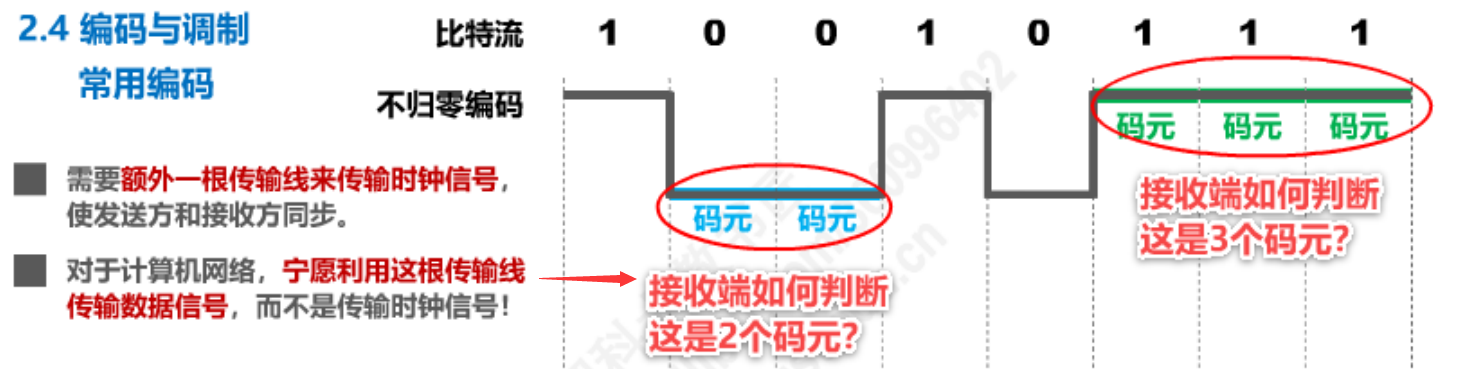 2.4 编码与调制
常用编码
比特流 1 0 0 1 0 1 1 1
不归零编码
码元 码元 码元
码元 码元
需要额外一根传输线来传输时钟信号，
使发送方和接收方同步。
对于计算机网络，宁愿利用这根传输线
传输数据信号，而不是传输时钟信号！
接收端如何判断
这是2个码元？
接收端如何判断
这是3个码元？